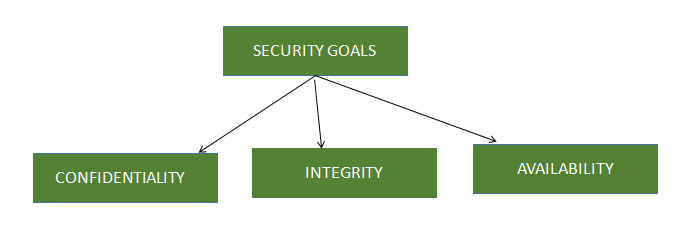 SECURITY GOALS
CONFIDENTIALITY
INTEGRITY
AVAILABILITY